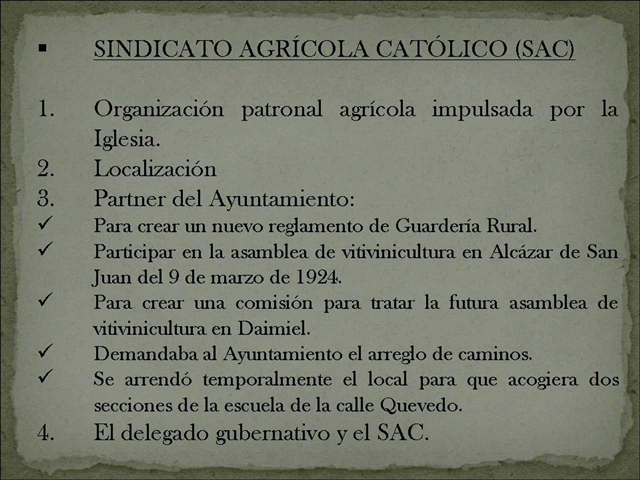 ▪ SINDICATO AGRÍCOLA CATÓLICO (SAC)
1. Organización patronal agrícola impulsada por la
Iglesia.
2. Localización
3. Partner del Ayuntamiento:
✓ Para crear un nuevo reglamento de Guardería Rural.
✓ Participar en la asamblea de vitivinicultura en Alcázar de San
Juan del 9 de marzo de 1924.
✓ Para crear una comisión para tratar la futura asamblea de
vitivinicultura en Daimiel.
✓ Demandaba al Ayuntamiento el arreglo de caminos.
✓ Se arrendó temporalmente el local para que acogiera dos
secciones de la escuela de la calle Quevedo.
4. El delegado gubernativo y el SAC.